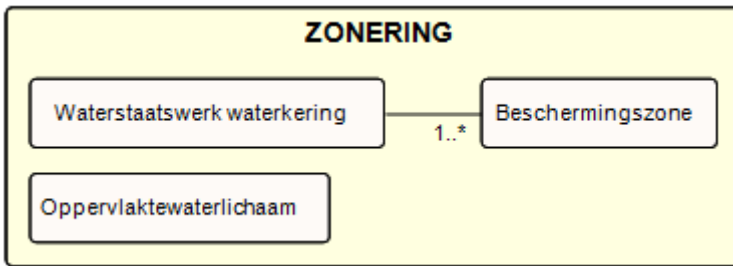 ZONERING
Waterstaatswerk waterkering
Beschermingszone
1..*
Oppervlaktewaterlichaam